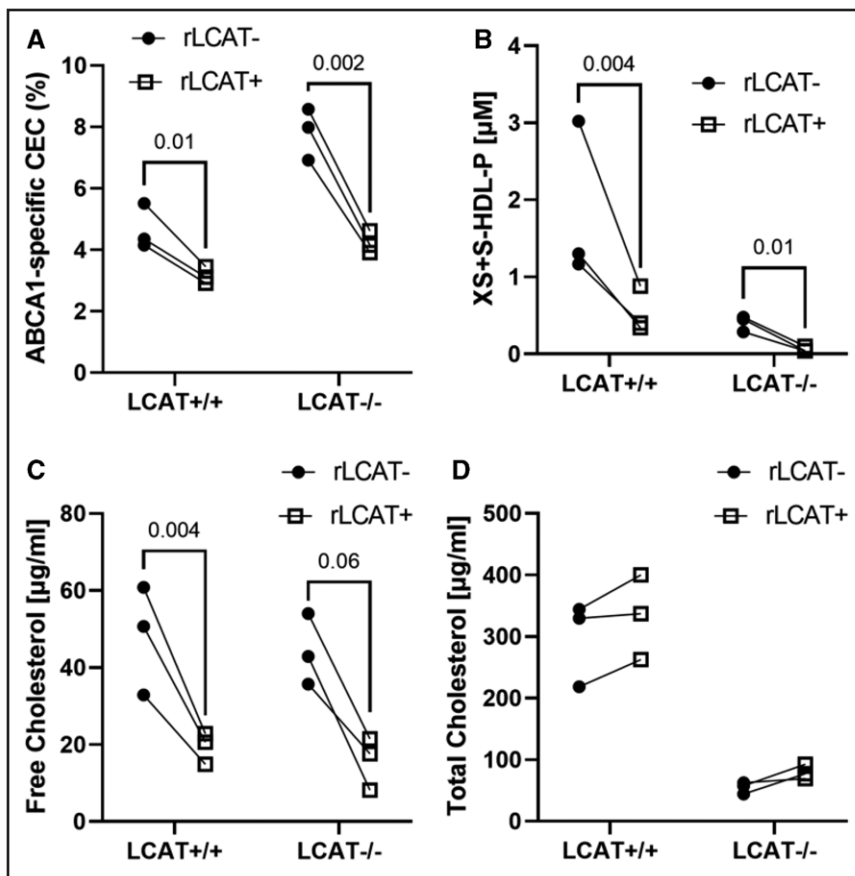 A
rLCAT-
rLCAT+
ABCA1-specific CEC (%)
10
8
6
4
2
0
0.01
0.002
LCAT+/+
LCAT-/-
B
rLCAT-
rLCAT+
XS+S-HDL-P [µM]
4
3
2
1
0
0.004
0.01
LCAT+/+
LCAT-/-
C
rLCAT-
rLCAT+
Free Cholesterol [µg/ml]
80
60
40
20
0
0.004
0.06
LCAT+/+
LCAT-/-
D
rLCAT-
rLCAT+
Total Cholesterol [µg/ml]
500
400
300
200
100
0
LCAT+/+
LCAT-/-